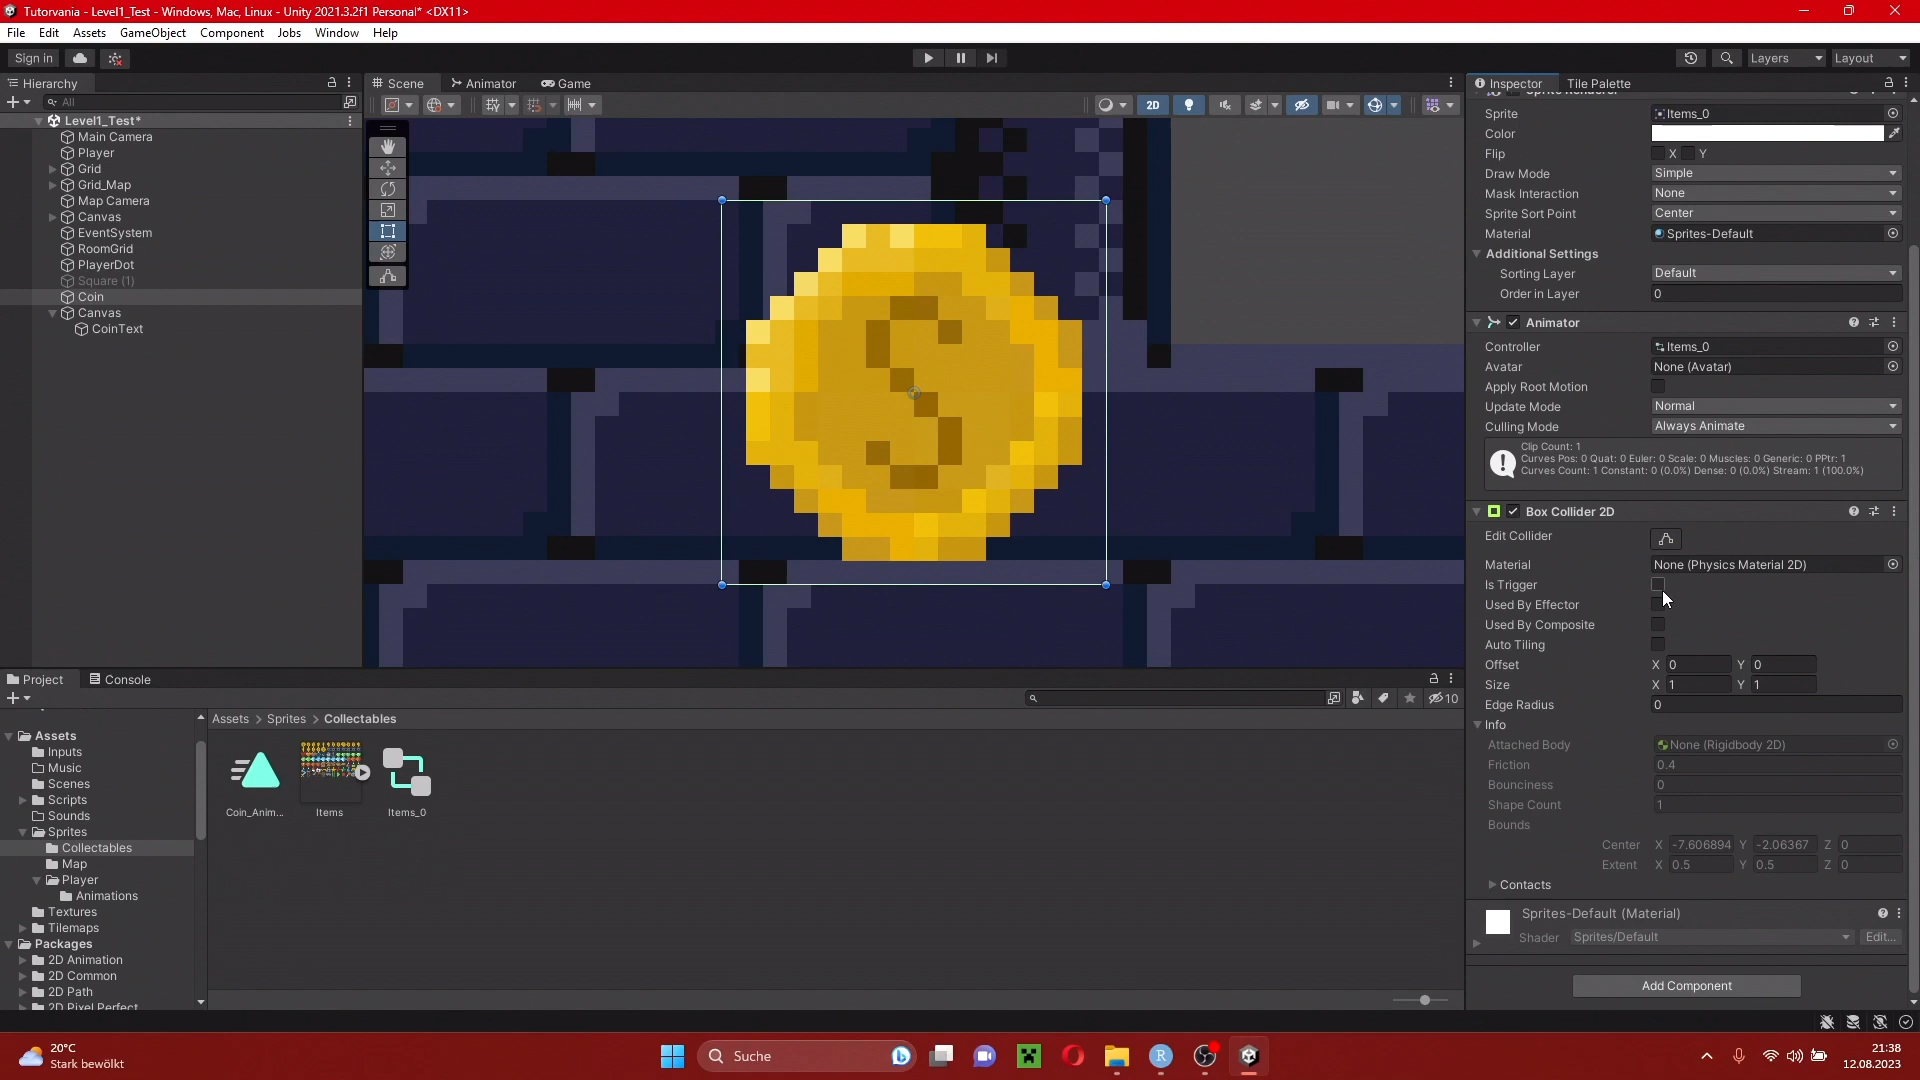 Tutorvania - Level1_Test - Windows, Mac, Linux - Unity 2021.3.2f1 Personal* <DX11>
File Edit Assets GameObject Component Jobs Window Help
Sign in
Layers
Layout
Hierarchy
All
Level1_Test*
Main Camera
Player
Grid
Grid_Map
Map Camera
Canvas
EventSystem
RoomGrid
PlayerDot
Square (1)
Coin
Canvas
CoinText
Scene
Animator
Game
2D
Inspector
Tile Palette
Sprite Renderer
Sprite
Items_0
Color
Flip
X
Y
Draw Mode
Simple
Mask Interaction
None
Sprite Sort Point
Center
Material
Sprites-Default
Additional Settings
Sorting Layer
Default
Order in Layer
0
Animator
Controller
Items_0
Avatar
None (Avatar)
Apply Root Motion
Update Mode
Normal
Culling Mode
Always Animate
Clip Count: 1
Curves Pos: 0 Quat: 0 Euler: 0 Scale: 0 Muscles: 0 Generic: 0 PPtr: 1
Curves Count: 1 Constant: 0 (0.0%) Dense: 0 (0.0%) Stream: 1 (100.0%)
Box Collider 2D
Edit Collider
Material
None (Physics Material 2D)
Is Trigger
Used By Effector
Used By Composite
Auto Tiling
Offset
X 0 Y 0
Size
X 1 Y 1
Edge Radius
0
Info
Attached Body
None (Rigidbody 2D)
Friction
0.4
Bounciness
0
Shape Count
1
Bounds
Center X -7.606894 Y -2.06367 Z 0
Extent X 0.5 Y 0.5 Z 0
Contacts
Sprites-Default (Material)
Shader
Sprites/Default
Edit...
Add Component
Project
Console
10
Assets
Inputs
Music
Scenes
Scripts
Sounds
Sprites
Collectables
Map
Player
Animations
Textures
Tilemaps
Packages
2D Animation
2D Common
2D Path
2D Pixel Perfect
Assets > Sprites > Collectables
Coin_Anim...
Items
Items_0
20°C
Stark bewölkt
Suche
R
21:38
12.08.2023